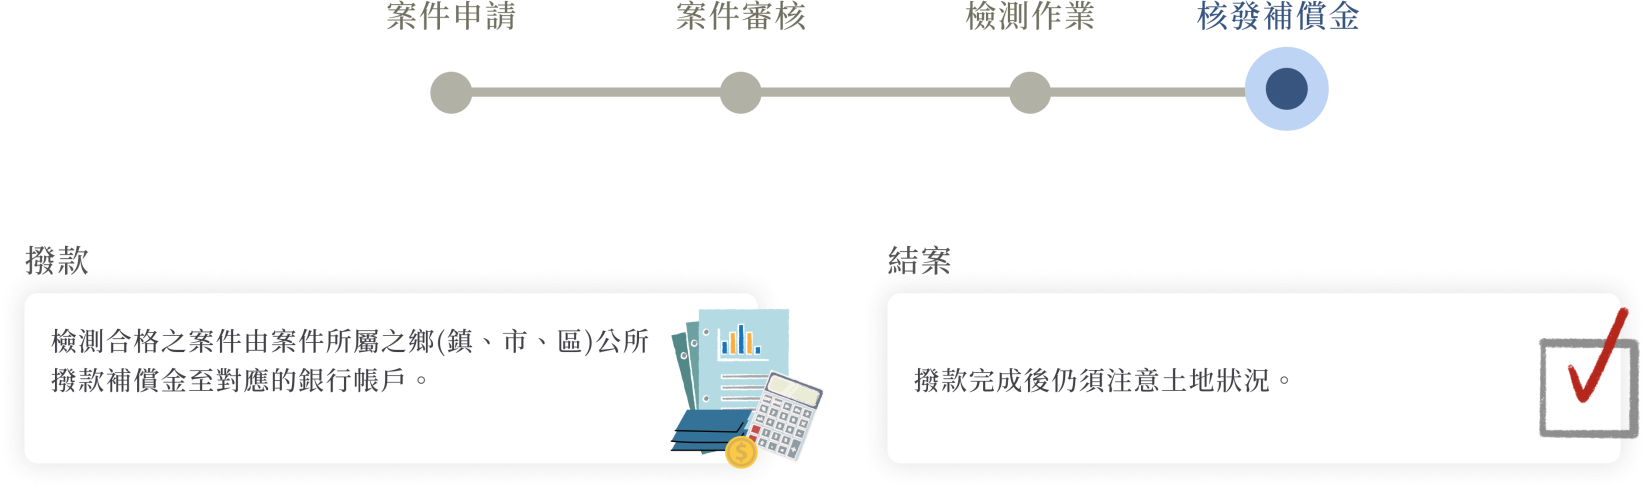 案件申請
案件審核
檢測作業
核發補償金
撥款
檢測合格之案件由案件所屬之鄉(鎮、市、區)公所
撥款補償金至對應的銀行帳戶。
結案
撥款完成後仍須注意土地狀況。